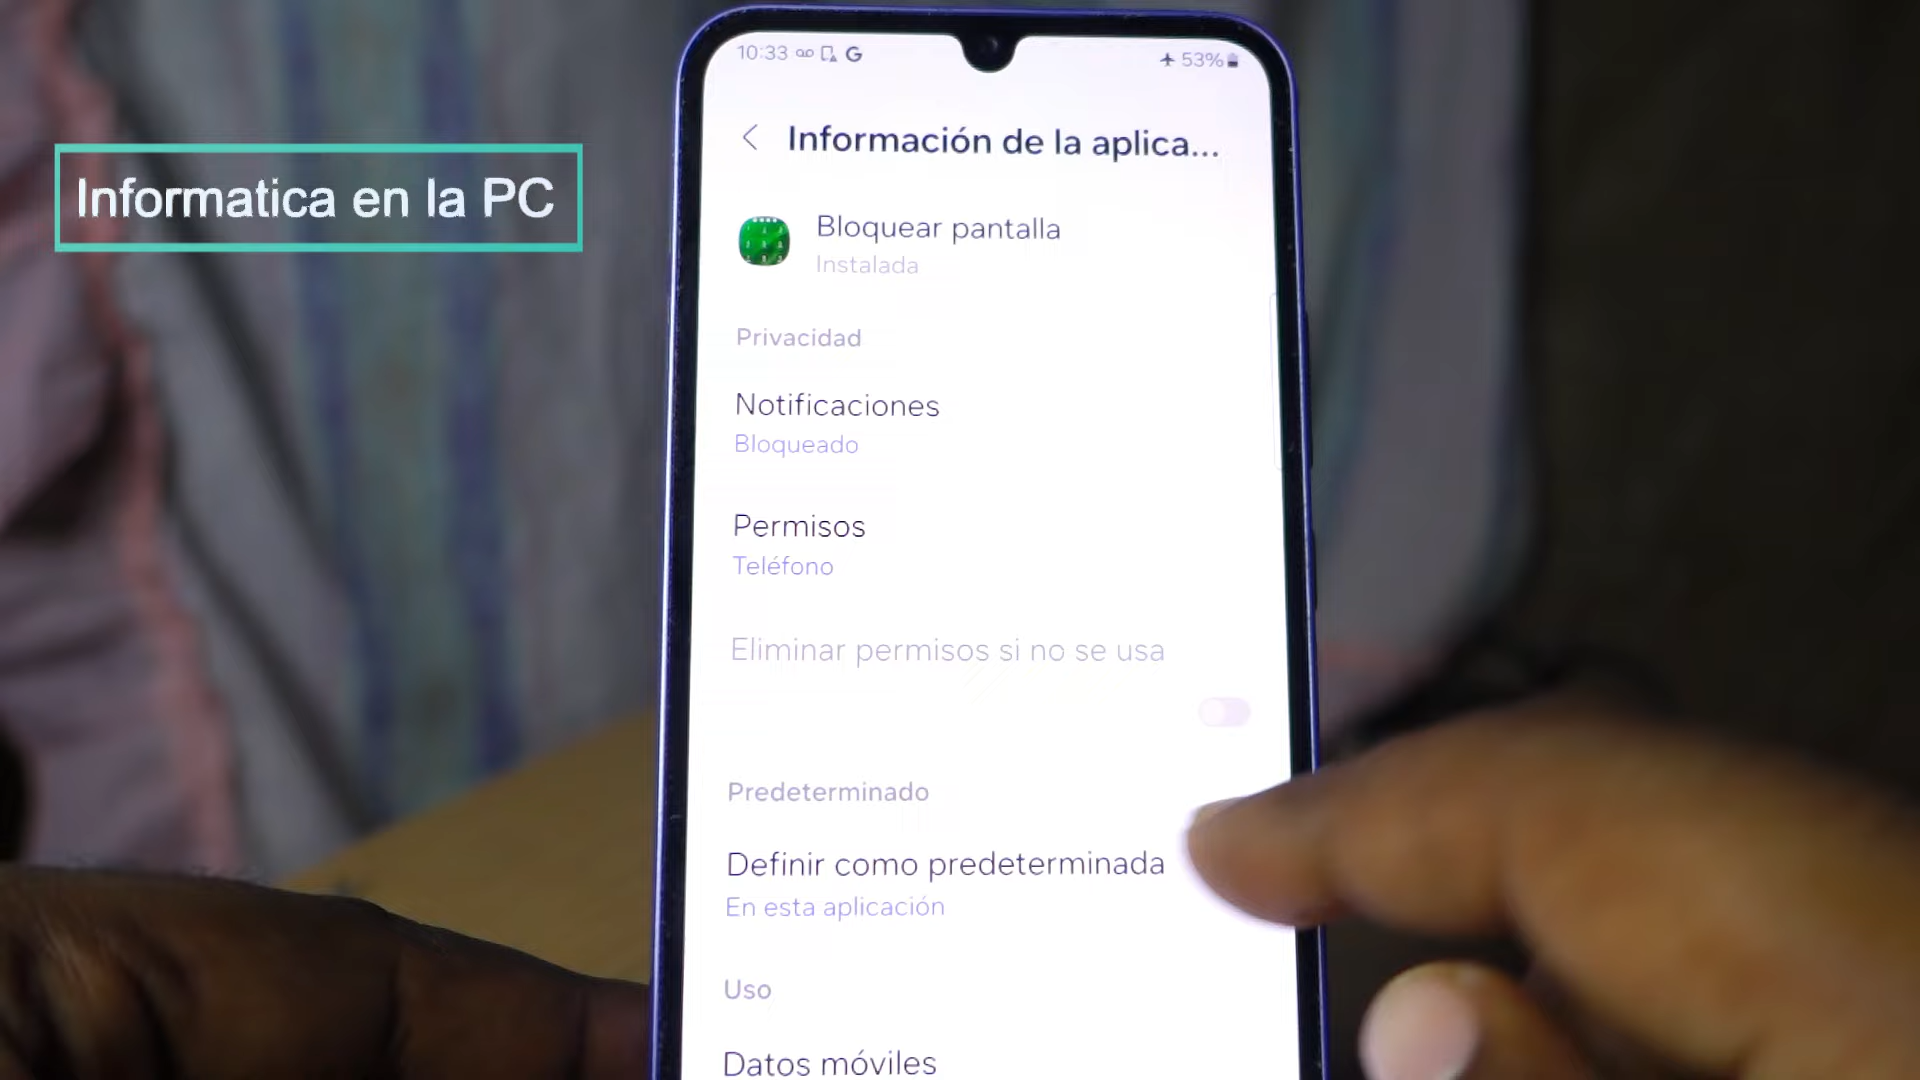 10:33
53%
Informatica en la PC
Información de la aplica...
Bloquear pantalla
Instalada
Privacidad
Notificaciones
Bloqueado
Permisos
Teléfono
Eliminar permisos si no se usa
Predeterminado
Definir como predeterminada
En esta aplicación
Uso
Datos móviles